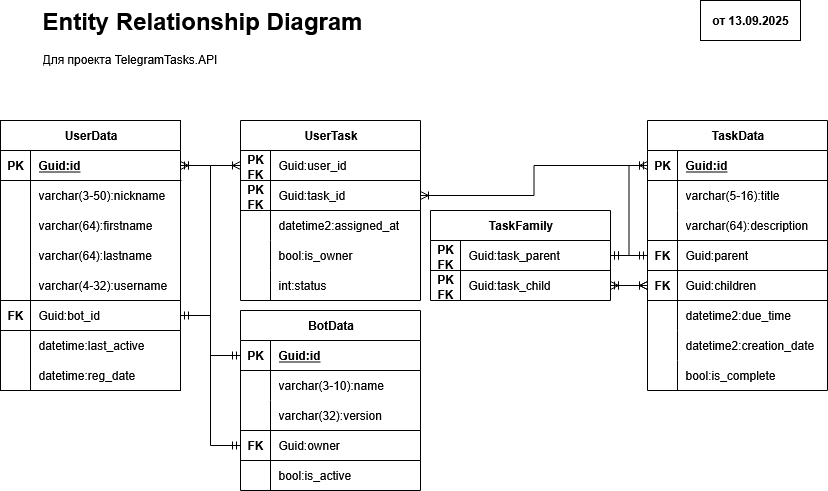 Entity Relationship Diagram
от 13.09.2025
Для проекта TelegramTasks.API
UserData
PK Guid:id
varchar(3-50):nickname
varchar(64):firstname
varchar(64):lastname
varchar(4-32):username
FK Guid:bot_id
datetime:last_active
datetime:reg_date
UserTask
PK
FK Guid:user_id
PK
FK Guid:task_id
datetime2:assigned_at
bool:is_owner
int:status
BotData
PK Guid:id
varchar(3-10):name
varchar(32):version
FK Guid:owner
bool:is_active
TaskFamily
PK
FK Guid:task_parent
PK
FK Guid:task_child
TaskData
PK Guid:id
varchar(5-16):title
varchar(64):description
FK Guid:parent
FK Guid:children
datetime2:due_time
datetime2:creation_date
bool:is_complete